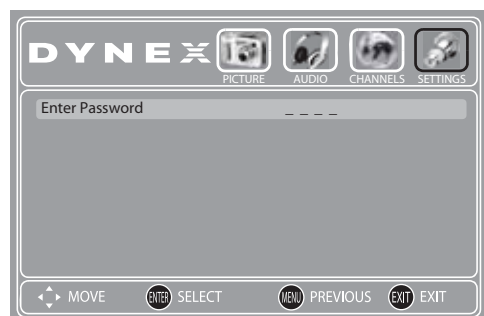 DYNEX
PICTURE AUDIO CHANNELS SETTINGS
Enter Password _ _ _ _
MOVE ENTER SELECT MENU PREVIOUS EXIT EXIT